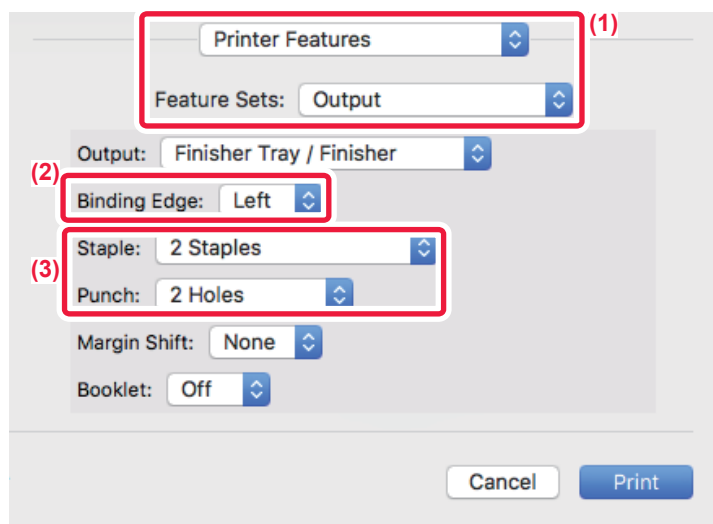 (1)
Printer Features
Feature Sets: Output
Output: Finisher Tray / Finisher
(2)
Binding Edge: Left
(3)
Staple: 2 Staples
Punch: 2 Holes
Margin Shift: None
Booklet: Off
Cancel Print